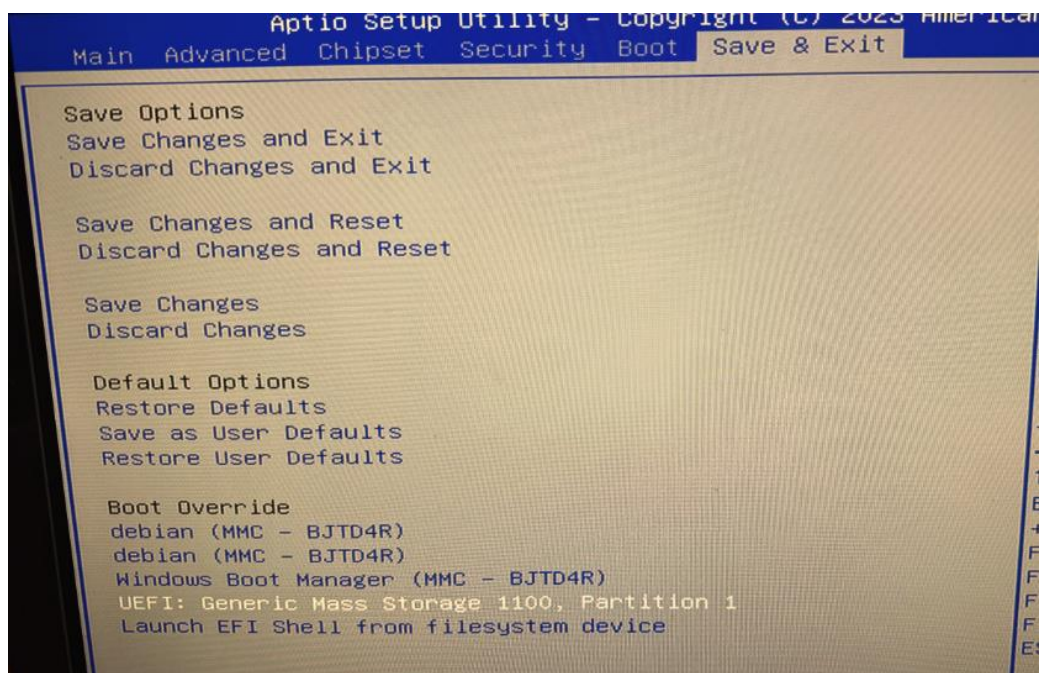 Aptio Setup Utility – Copyright (C) 2023 American
Main Advanced Chipset Security Boot Save & Exit
Save Options
Save Changes and Exit
Discard Changes and Exit
Save Changes and Reset
Discard Changes and Reset
Save Changes
Discard Changes
Default Options
Restore Defaults
Save as User Defaults
Restore User Defaults
Boot Override
debian (MMC - BJTD4R)
debian (MMC - BJTD4R)
Windows Boot Manager (MMC - BJTD4R)
UEFI: Generic Mass Storage 1100, Partition 1
Launch EFI Shell from filesystem device